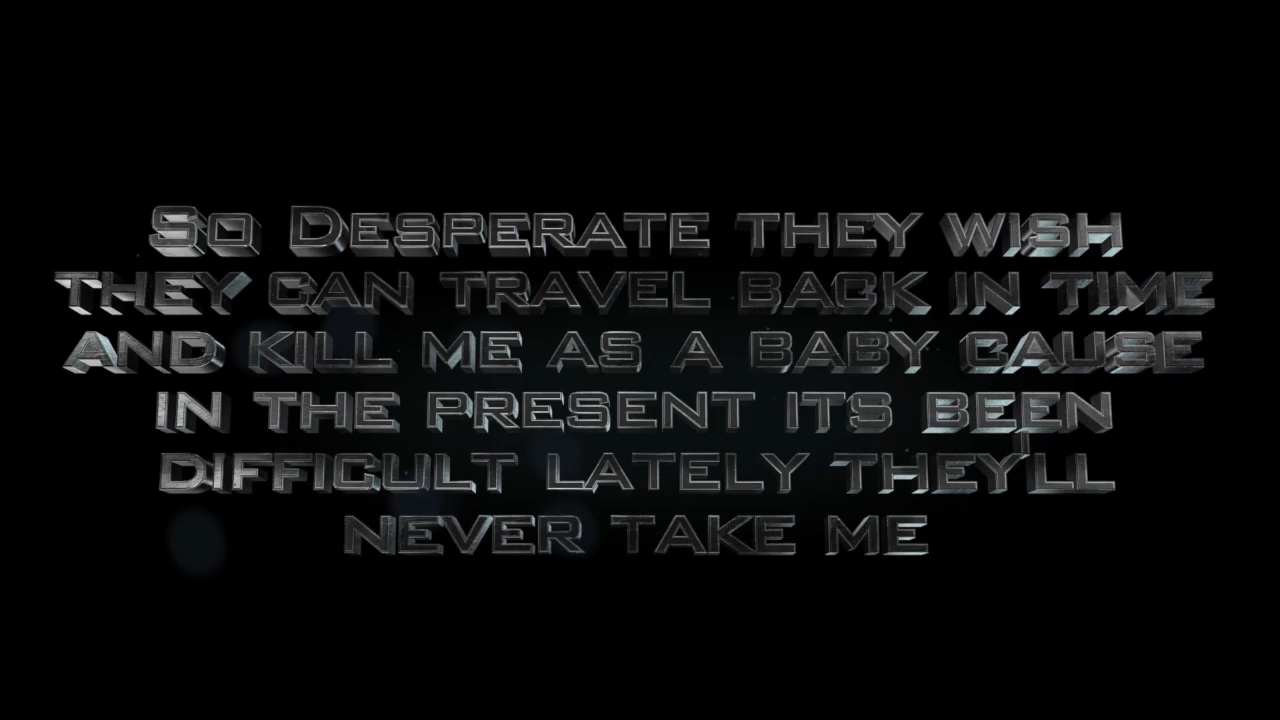 So Desperate they wish
they can travel back in time
and kill me as a baby cause
in the present its been
difficult lately they'll
never take me